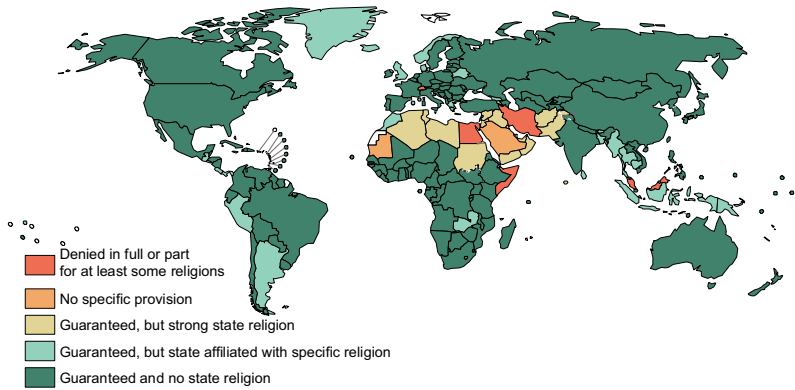 Denied in full or part
for at least some religions
No specific provision
Guaranteed, but strong state religion
Guaranteed, but state affiliated with specific religion
Guaranteed and no state religion